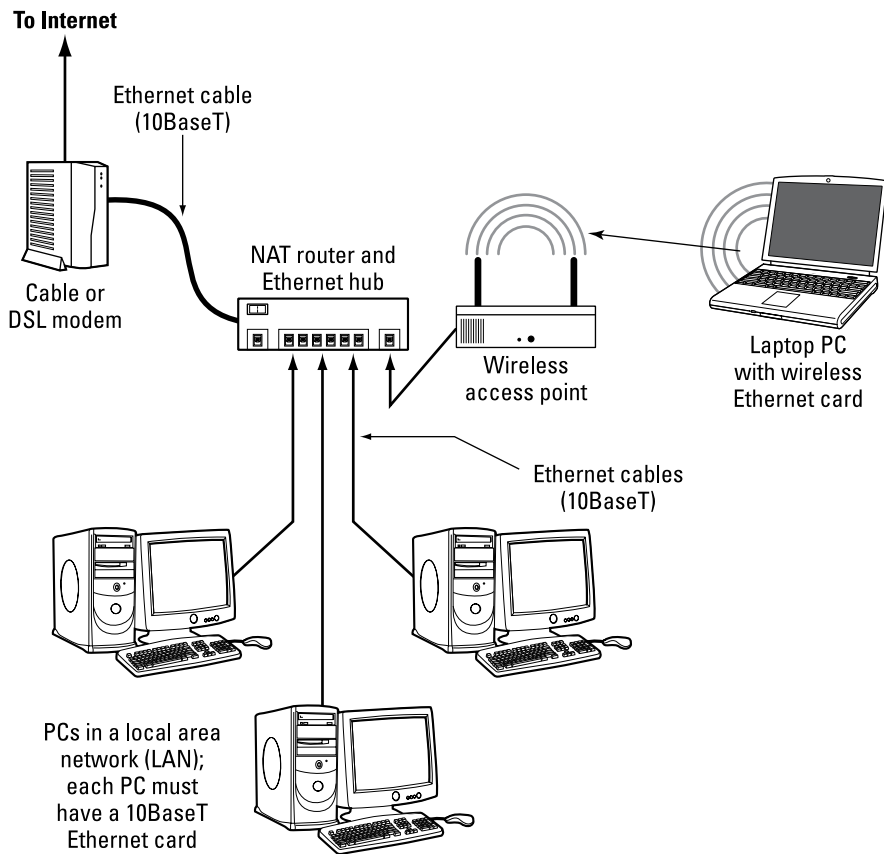 To Internet
Ethernet cable
(10BaseT)
Cable or
DSL modem
NAT router and
Ethernet hub
Wireless
access point
Laptop PC
with wireless
Ethernet card
Ethernet cables
(10BaseT)
PCs in a local area
network (LAN);
each PC must
have a 10BaseT
Ethernet card